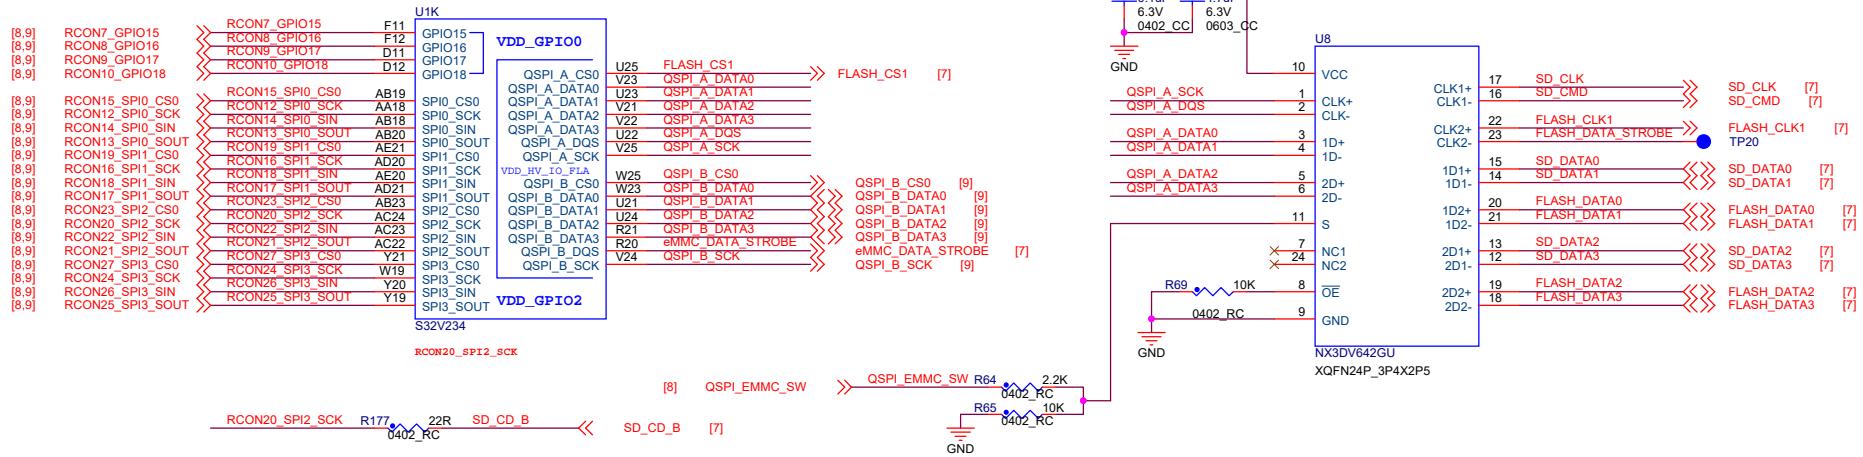 U1K
[8,9] RCON7_GPIO15 RCON7_GPIO15 F11 GPIO15
[8,9] RCON8_GPIO16 RCON8_GPIO16 F12 GPIO16
[8,9] RCON9_GPIO17 RCON9_GPIO17 D11 GPIO17
[8,9] RCON10_GPIO18 RCON10_GPIO18 D12 GPIO18
[8,9] RCON15_SPI0_CS0 RCON15_SPI0_CS0 AB19 SPI0_CS0
[8,9] RCON12_SPI0_SCK RCON12_SPI0_SCK AA18 SPI0_SCK
[8,9] RCON14_SPI0_SIN RCON14_SPI0_SIN AB18 SPI0_SIN
[8,9] RCON13_SPI0_SOUT RCON13_SPI0_SOUT AB20 SPI0_SOUT
[8,9] RCON19_SPI1_CS0 RCON19_SPI1_CS0 AE21 SPI1_CS0
[8,9] RCON16_SPI1_SCK RCON16_SPI1_SCK AD20 SPI1_SCK
[8,9] RCON18_SPI1_SIN RCON18_SPI1_SIN AE20 SPI1_SIN
[8,9] RCON17_SPI1_SOUT RCON17_SPI1_SOUT AD21 SPI1_SOUT
[8,9] RCON23_SPI2_CS0 RCON23_SPI2_CS0 AB23 SPI2_CS0
[8,9] RCON20_SPI2_SCK RCON20_SPI2_SCK AC24 SPI2_SCK
[8,9] RCON22_SPI2_SIN RCON22_SPI2_SIN AC23 SPI2_SIN
[8,9] RCON21_SPI2_SOUT RCON21_SPI2_SOUT AC22 SPI2_SOUT
[8,9] RCON27_SPI3_CS0 RCON27_SPI3_CS0 Y21 SPI3_CS0
[8,9] RCON24_SPI3_SCK RCON24_SPI3_SCK W19 SPI3_SCK
[8,9] RCON26_SPI3_SIN RCON26_SPI3_SIN Y20 SPI3_SIN
[8,9] RCON25_SPI3_SOUT RCON25_SPI3_SOUT Y19 SPI3_SOUT
VDD_GPIO0
QSPI_A_CS0 U25 FLASH_CS1 FLASH_CS1 [7]
QSPI_A_DATA0 V23 QSPI_A_DATA0
QSPI_A_DATA1 U23 QSPI_A_DATA1
QSPI_A_DATA2 V21 QSPI_A_DATA2
QSPI_A_DATA3 V22 QSPI_A_DATA3
QSPI_A_DQS U22 QSPI_A_DQS
QSPI_A_SCK V25 QSPI_A_SCK
VDD_HV_IO_FLA
QSPI_B_CS0 W25 QSPI_B_CS0 QSPI_B_CS0 [9]
QSPI_B_DATA0 W23 QSPI_B_DATA0 QSPI_B_DATA0 [9]
QSPI_B_DATA1 U21 QSPI_B_DATA1 QSPI_B_DATA1 [9]
QSPI_B_DATA2 U24 QSPI_B_DATA2 QSPI_B_DATA2 [9]
QSPI_B_DATA3 R21 QSPI_B_DATA3 QSPI_B_DATA3 [9]
QSPI_B_DQS R20 eMMC_DATA_STROBE eMMC_DATA_STROBE [7]
QSPI_B_SCK V24 QSPI_B_SCK QSPI_B_SCK [9]
VDD_GPIO2
S32V234
RCON20_SPI2_SCK
6.3V 6.3V
0402_CC 0603_CC
GND
U8
10 VCC
QSPI_A_SCK 1 CLK+
QSPI_A_DQS 2 CLK-
QSPI_A_DATA0 3 1D+
QSPI_A_DATA1 4 1D-
QSPI_A_DATA2 5 2D+
QSPI_A_DATA3 6 2D-
11 S
7 NC1
24 NC2
R69 10K 8 OE
0402_RC 9 GND
GND
CLK1+ 17 SD_CLK SD_CLK [7]
CLK1- 16 SD_CMD SD_CMD [7]
CLK2+ 22 FLASH_CLK1 FLASH_CLK1 [7]
CLK2- 23 FLASH_DATA_STROBE TP20
1D1+ 15 SD_DATA0 SD_DATA0 [7]
1D1- 14 SD_DATA1 SD_DATA1 [7]
1D2+ 20 FLASH_DATA0 FLASH_DATA0 [7]
1D2- 21 FLASH_DATA1 FLASH_DATA1 [7]
2D1+ 13 SD_DATA2 SD_DATA2 [7]
2D1- 12 SD_DATA3 SD_DATA3 [7]
2D2+ 19 FLASH_DATA2 FLASH_DATA2 [7]
2D2- 18 FLASH_DATA3 FLASH_DATA3 [7]
NX3DV642GU
XQFN24P_3P4X2P5
[8] QSPI_EMMC_SW QSPI_EMMC_SW R64 2.2K
0402_RC
R65 10K
0402_RC
GND
RCON20_SPI2_SCK R177 22R SD_CD_B SD_CD_B [7]
0402_RC